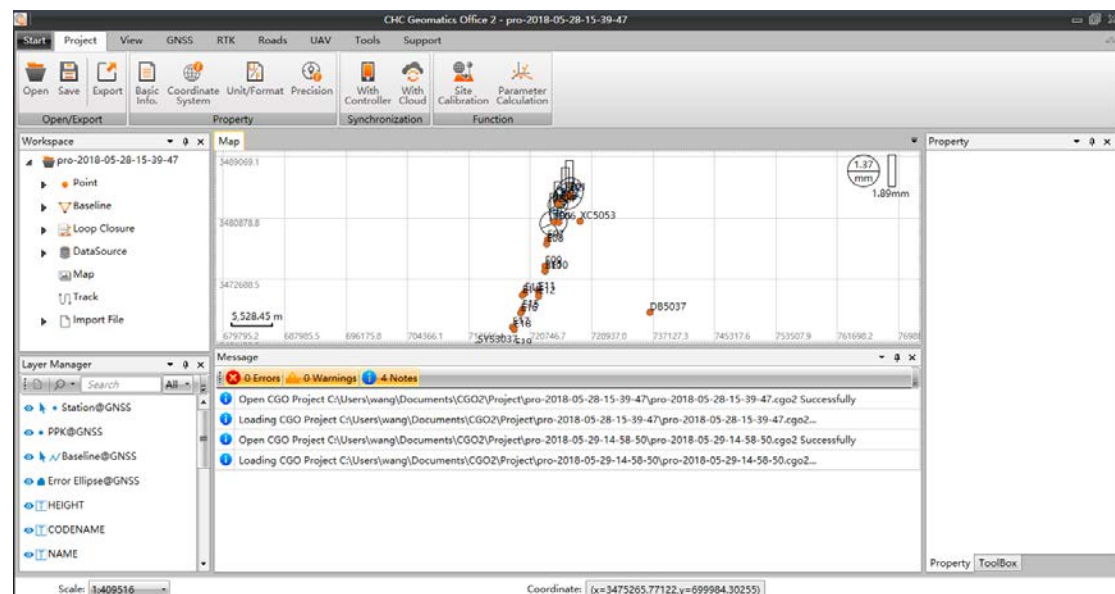 CHC Geomatics Office 2 - pro-2018-05-28-15-39-47
Start Project View GNSS RTK Roads UAV Tools Support
Open Save Export Basic Info. Coordinate System Unit/Format Precision With Controller With Cloud Site Calibration Parameter Calculation
Open/Export Property Synchronization Function
Workspace
pro-2018-05-28-15-39-47
Point
Baseline
Loop Closure
DataSource
Map
Track
Import File
Map
3489069.1
3480878.8
3472688.5
XC5053
DB5037
1.37
mm
1.89mm
5,528.45 m
679795.2 687985.5 696175.8 704366.1 720746.7 728937.0 737127.3 745317.6 753507.9 761698.2
Property
Layer Manager
Search All
Station@GNSS
PPK@GNSS
Baseline@GNSS
Error Ellipse@GNSS
HEIGHT
CODENAME
NAME
Message
0 Errors 0 Warnings 4 Notes
Open CGO Project C:\Users\wang\Documents\CGO2\Project\pro-2018-05-28-15-39-47\pro-2018-05-28-15-39-47.cgo2 Successfully
Loading CGO Project C:\Users\wang\Documents\CGO2\Project\pro-2018-05-28-15-39-47\pro-2018-05-28-15-39-47.cgo2...
Open CGO Project C:\Users\wang\Documents\CGO2\Project\pro-2018-05-29-14-58-50\pro-2018-05-29-14-58-50.cgo2 Successfully
Loading CGO Project C:\Users\wang\Documents\CGO2\Project\pro-2018-05-29-14-58-50\pro-2018-05-29-14-58-50.cgo2...
Property ToolBox
Scale: 1:409516
Coordinate: (x=3475265.77122,y=699984.30255)